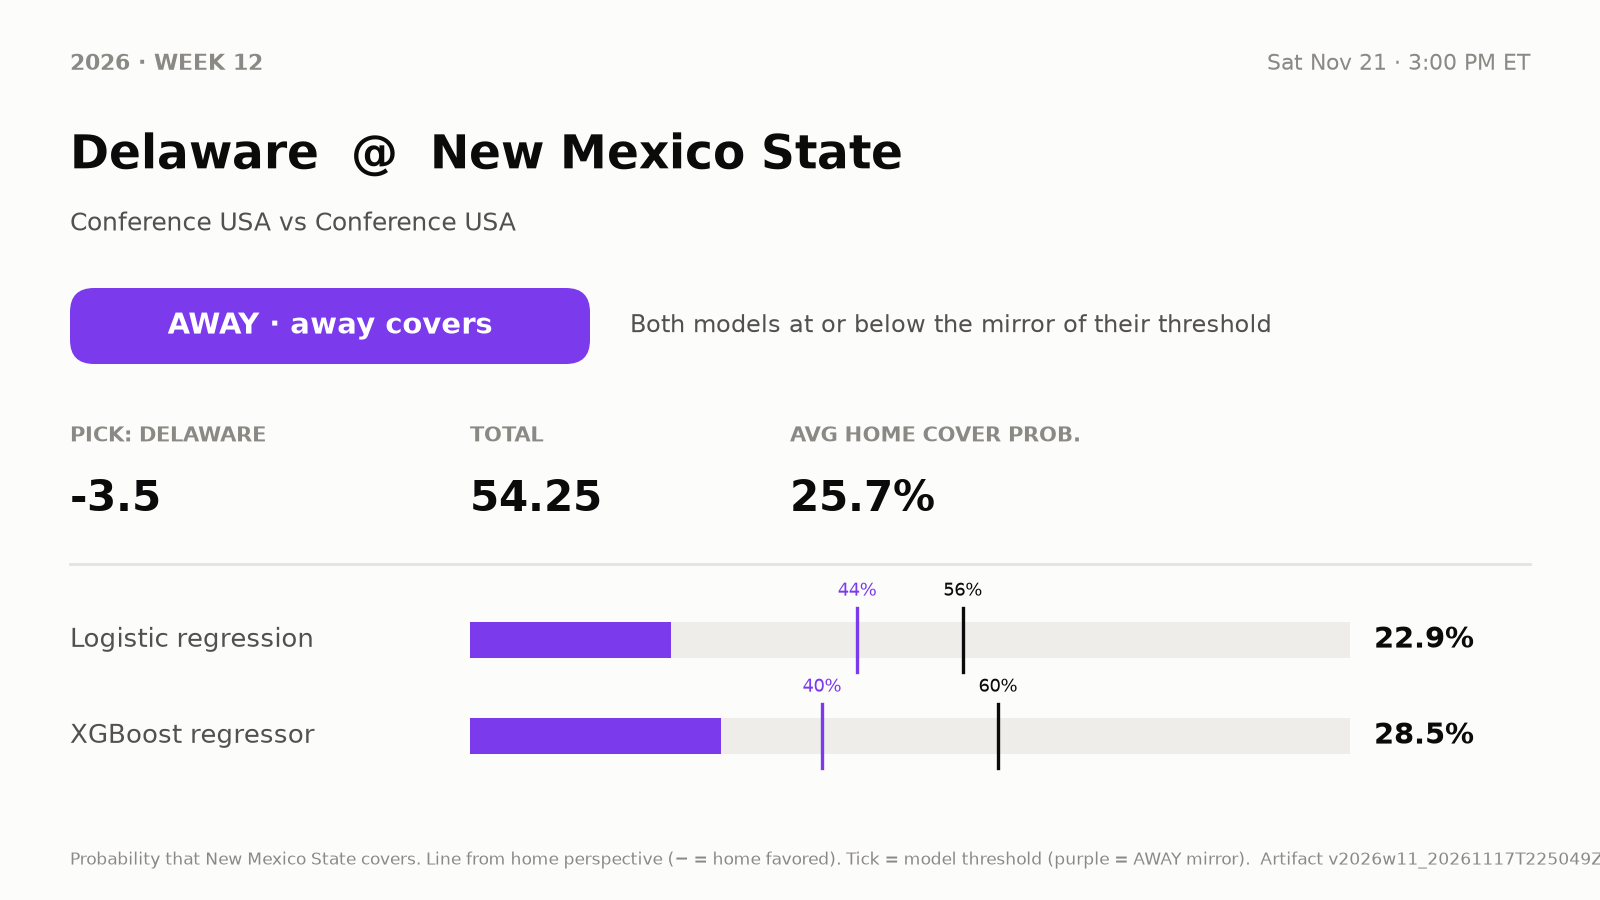 2026 · WEEK 12
Sat Nov 21 · 3:00 PM ET
Delaware @ New Mexico State
Conference USA vs Conference USA
AWAY · away covers
Both models at or below the mirror of their threshold
PICK: DELAWARE
TOTAL
AVG HOME COVER PROB.
-3.5
54.25
25.7%
44%
56%
Logistic regression
22.9%
40%
60%
XGBoost regressor
28.5%
Probability that New Mexico State covers. Line from home perspective (− = home favored). Tick = model threshold (purple = AWAY mirror). Artifact v2026w11_20261117T225049Z